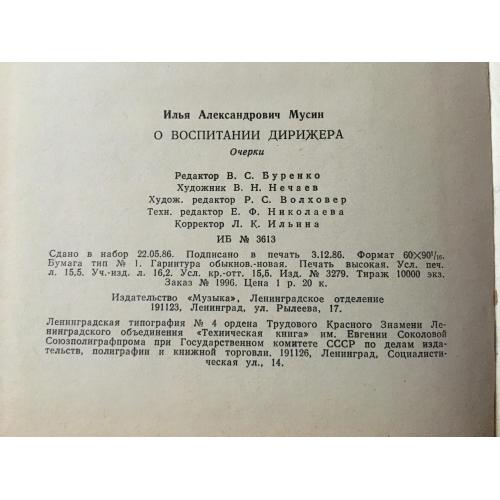 Илья Александрович Мусин
О ВОСПИТАНИИ ДИРИЖЕРА
Очерки
Редактор В. С. Буренко
Художник В. Н. Нечаев
Худож. редактор Р. С. Волховер
Техн. редактор Е. Ф. Николаева
Корректор Л. К. Ильина
ИБ № 3613
Сдано в набор 22.05.86. Подписано в печать 3.12.86. Формат 60×90¹/₁₆.
Бумага тип № 1. Гарнитура обыкнов.-новая. Печать высокая. Усл. печ.
л. 15,5. Уч.-изд. л. 16,2. Усл. кр.-отт. 15,5. Изд. № 3279. Тираж 10000 экз.
Заказ № 1996. Цена 1 р. 20 к.
Издательство «Музыка», Ленинградское отделение
191123, Ленинград, ул. Рылеева, 17.
Ленинградская типография № 4 ордена Трудового Красного Знамени Ле-
нинградского объединения «Техническая книга» им. Евгении Соколовой
Союзполиграфпрома при Государственном комитете СССР по делам изда-
тельств, полиграфии и книжной торговли. 191126, Ленинград, Социалисти-
ческая ул., 14.